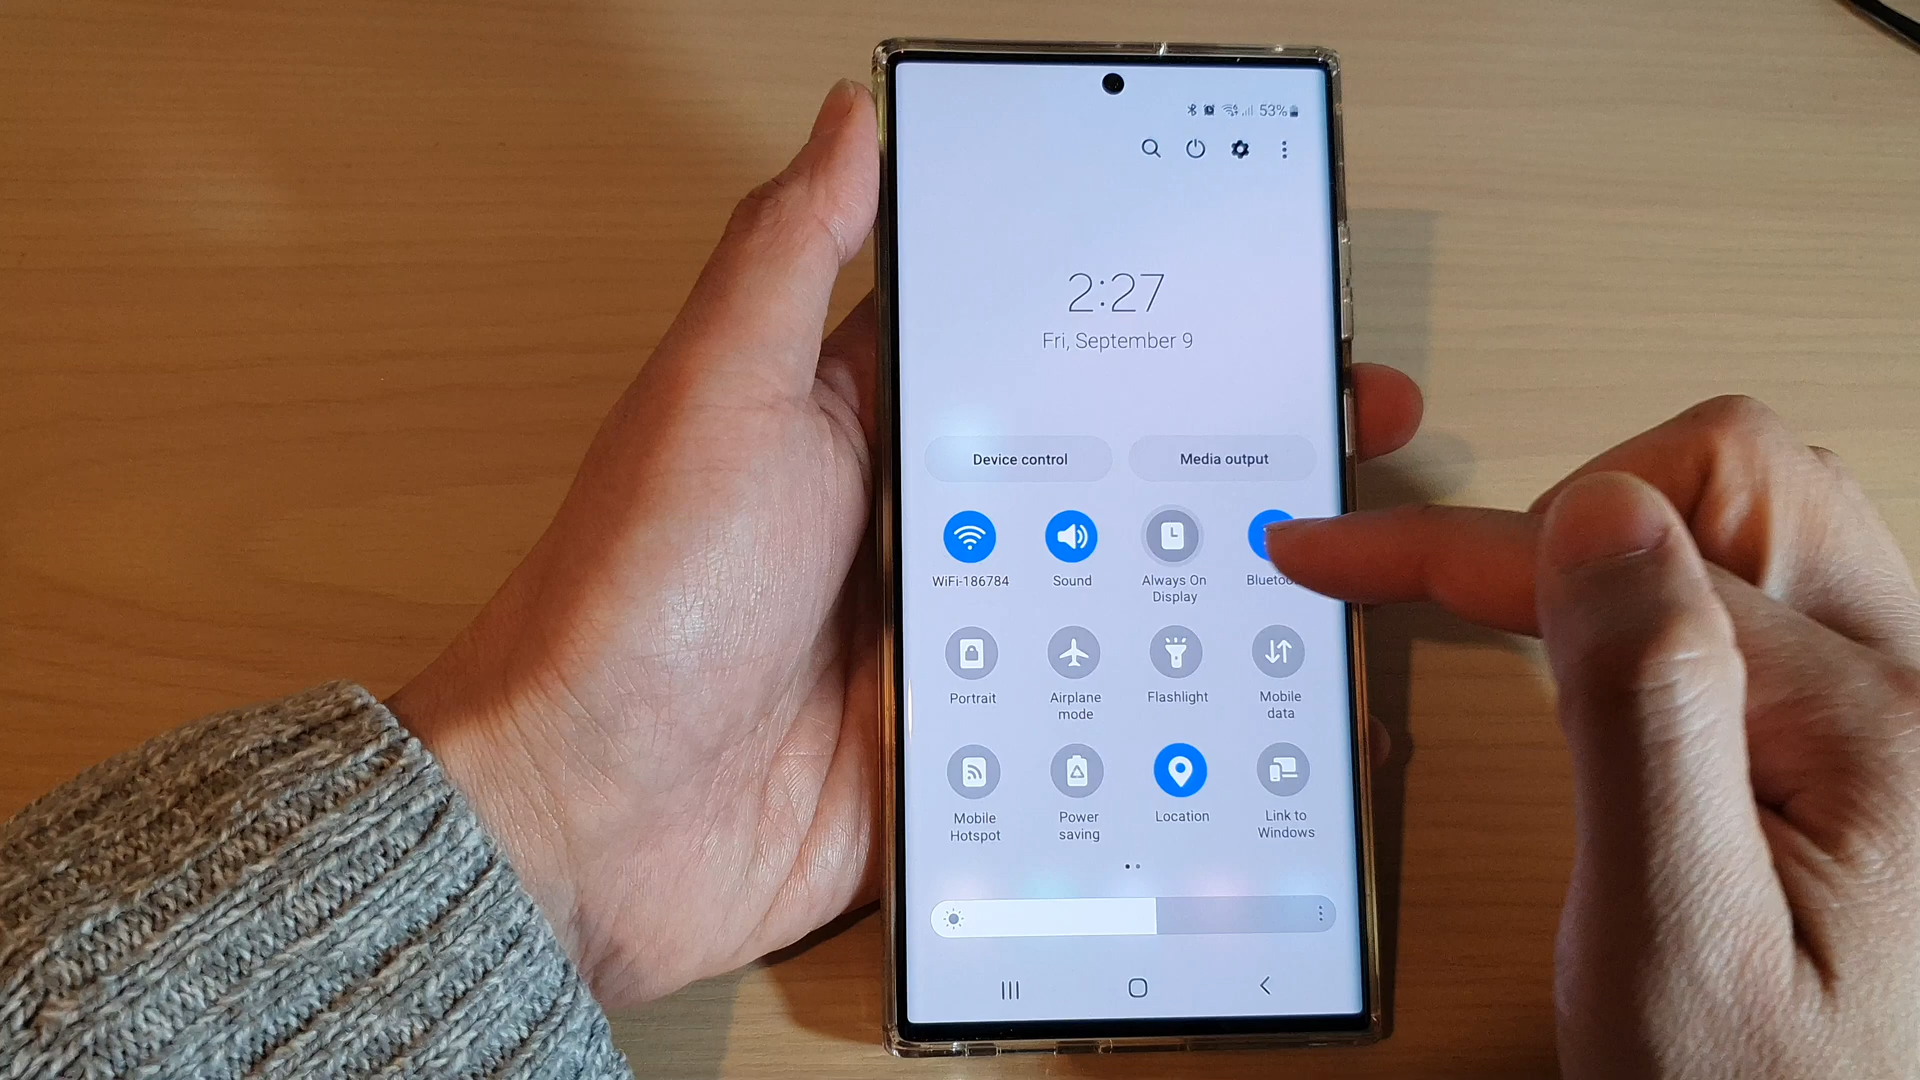 53%
2:27
Fri, September 9
Device control
Media output
WiFi-186784
Sound
Always On
Display
Portrait
Airplane
mode
Flashlight
Mobile
data
Mobile
Hotspot
Power
saving
Location
Link to
Windows